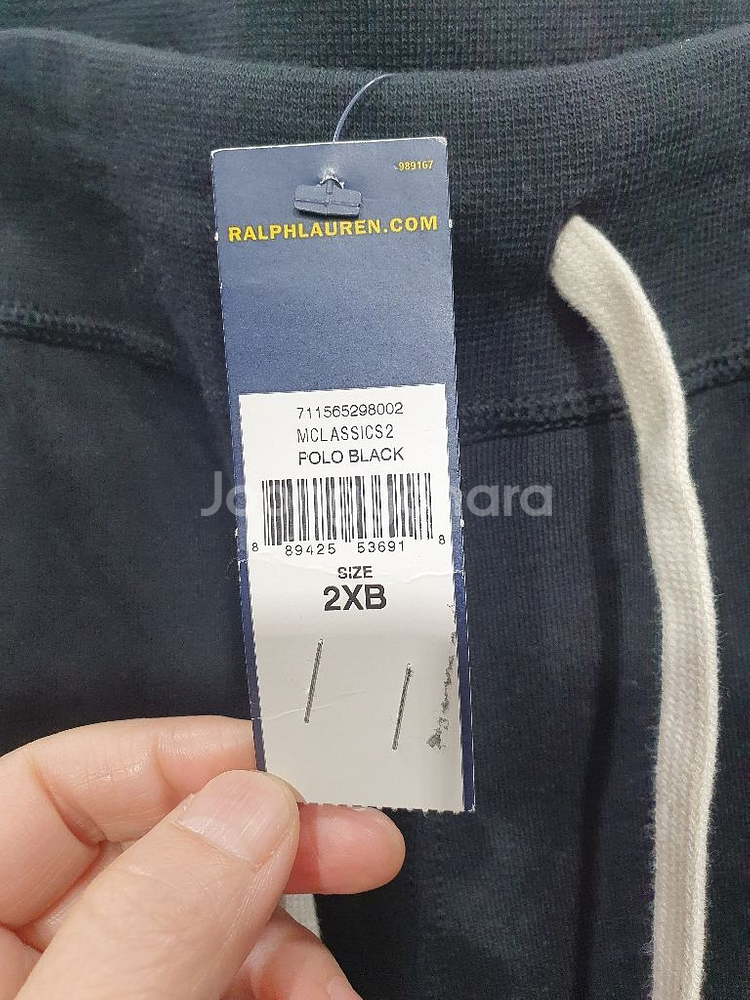 989167
RALPHLAUREN.COM
711565298002
MCLASSICS2
POLO BLACK
8 89425 53691 8
SIZE
2XB